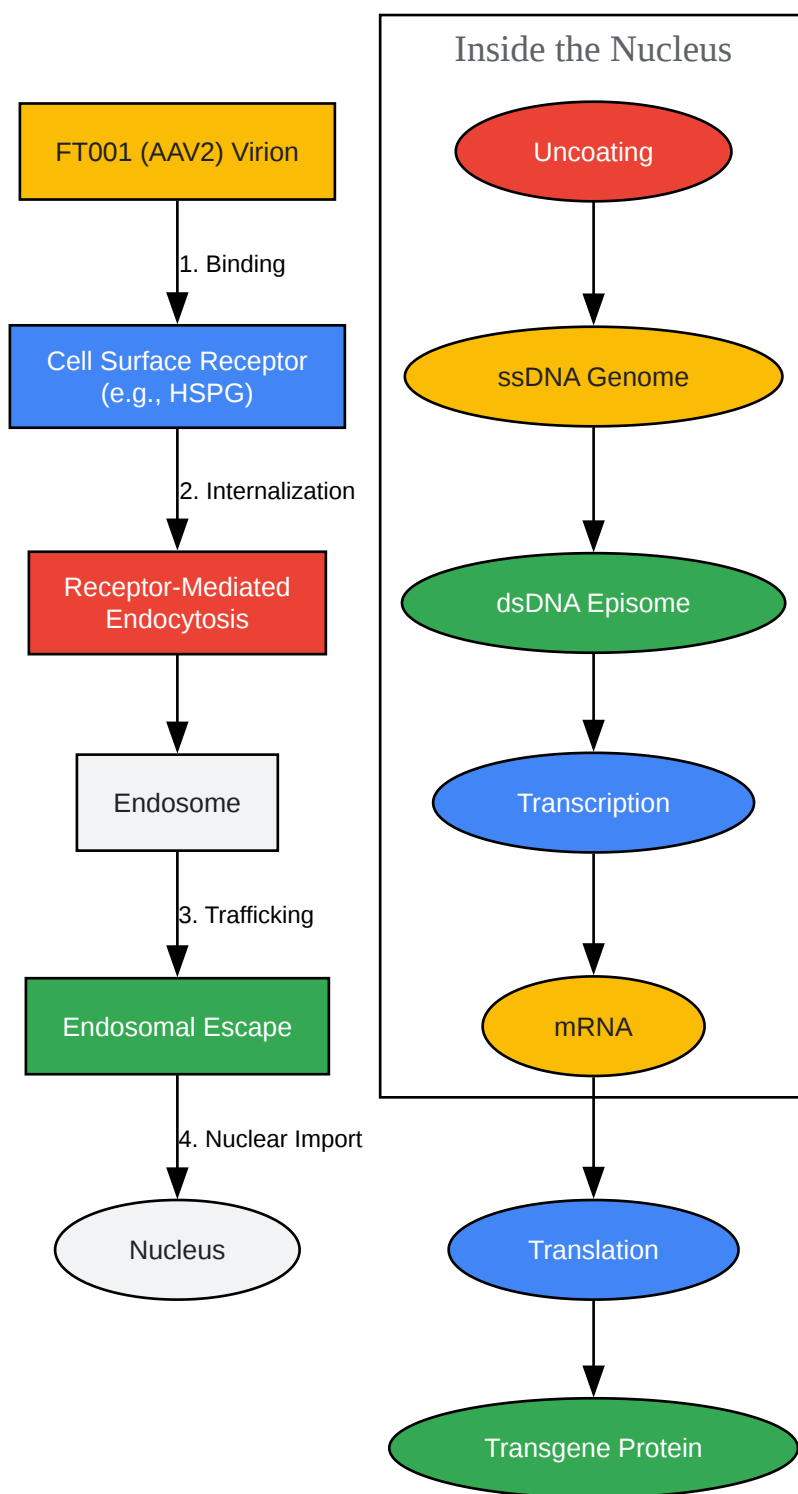 FT001 (AAV2) Virion
1. Binding
Cell Surface Receptor
(e.g., HSPG)
2. Internalization
Receptor-Mediated
Endocytosis
Endosome
3. Trafficking
Endosomal Escape
4. Nuclear Import
Nucleus
Inside the Nucleus
Uncoating
ssDNA Genome
dsDNA Episome
Transcription
mRNA
Translation
Transgene Protein